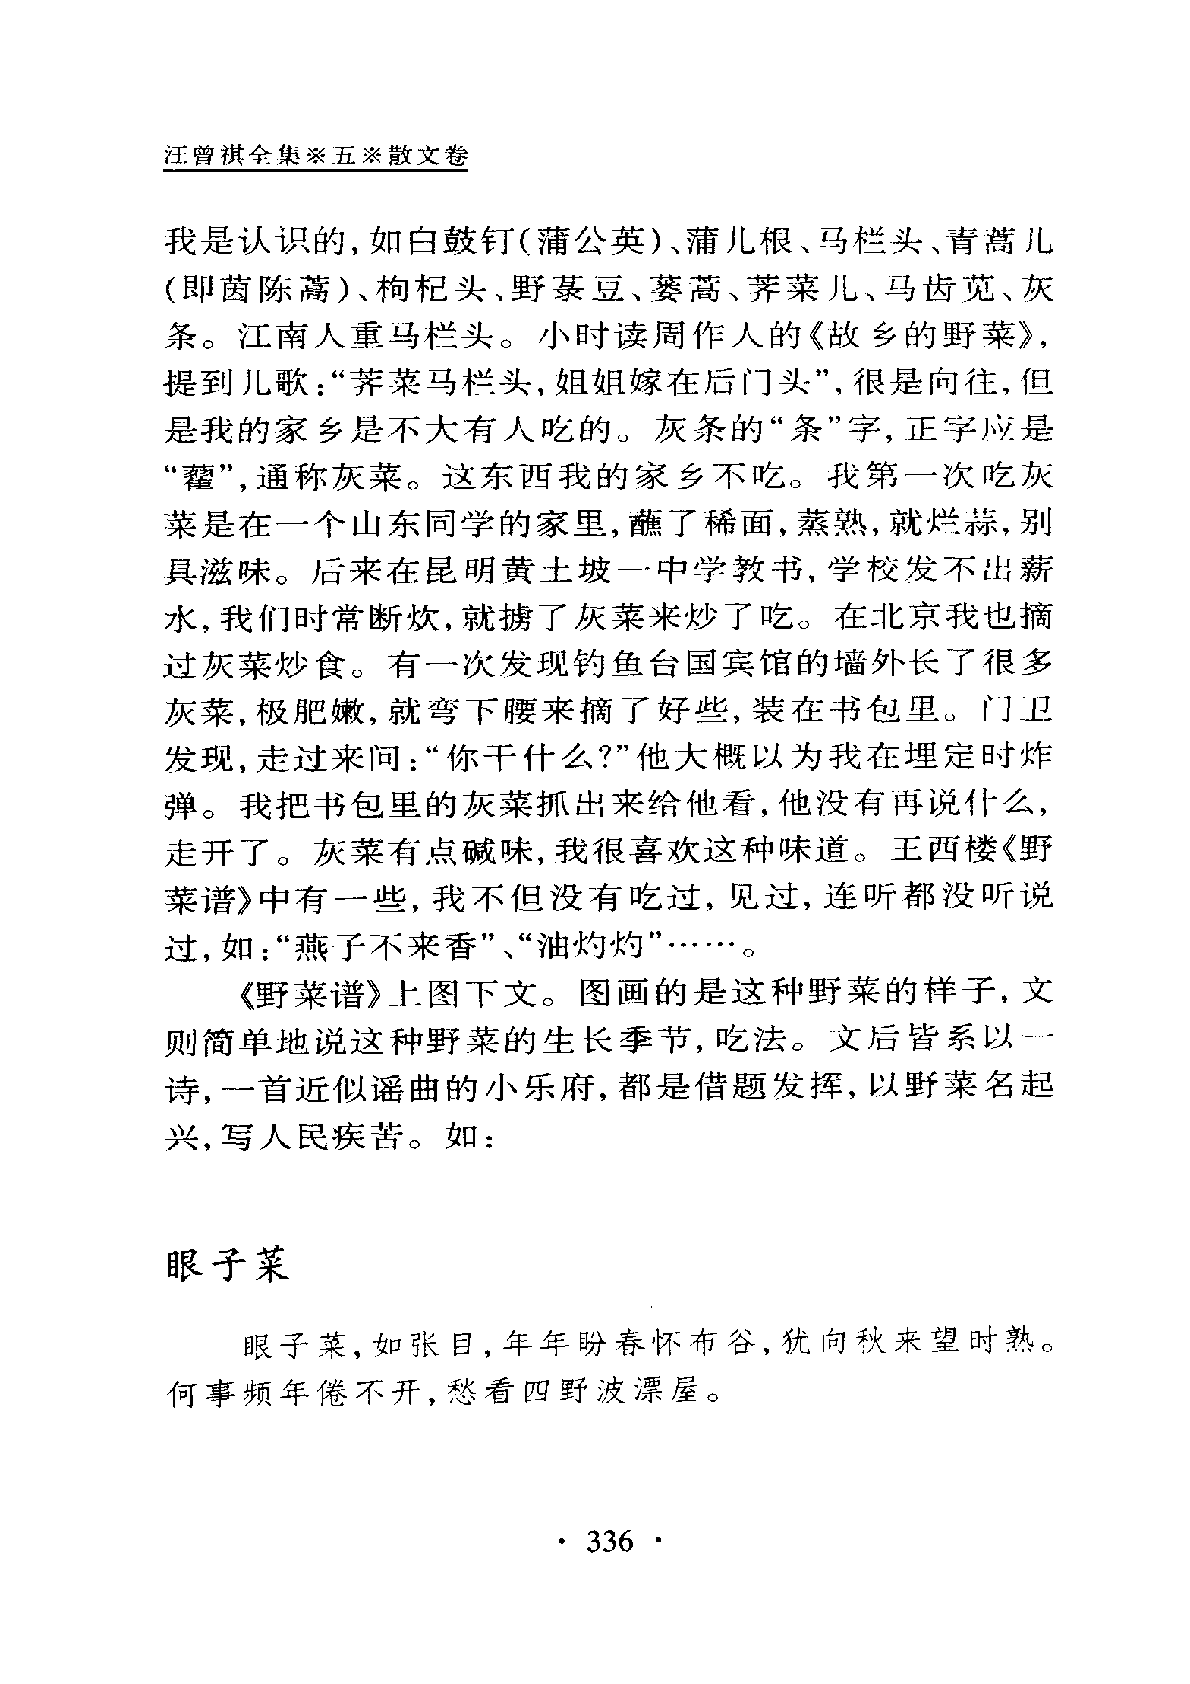 汪曾祺全集※五※散文卷
我是认识的,如白鼓钉(蒲公英)、蒲儿根、马栏头、青蒿儿
(即茵陈蒿)、枸杞头、野菉豆、蒌蒿、荠菜儿、马齿苋、灰
条。江南人重马栏头。小时读周作人的《故乡的野菜》,
提到儿歌:“荠菜马栏头,姐姐嫁在后门头”,很是向往,但
是我的家乡是不大有人吃的。灰条的“条”字,正字应是
“藋”,通称灰菜。这东西我的家乡不吃。我第一次吃灰
菜是在一个山东同学的家里,蘸了稀面,蒸熟,就烂蒜,别
具滋味。后来在昆明黄土坡一中学教书,学校发不出薪
水,我们时常断炊,就掳了灰菜来炒了吃。在北京我也摘
过灰菜炒食。有一次发现钓鱼台国宾馆的墙外长了很多
灰菜,极肥嫩,就弯下腰来摘了好些,装在书包里。门卫
发现,走过来问:“你干什么?”他大概以为我在埋定时炸
弹。我把书包里的灰菜抓出来给他看,他没有再说什么,
走开了。灰菜有点碱味,我很喜欢这种味道。王西楼《野
菜谱》中有一些,我不但没有吃过,见过,连听都没听说
过,如:“燕子不来香”、“油灼灼”……。
《野菜谱》上图下文。图画的是这种野菜的样子,文
则简单地说这种野菜的生长季节,吃法。文后皆系以一
诗,一首近似谣曲的小乐府,都是借题发挥,以野菜名起
兴,写人民疾苦。如:
眼子菜
眼子菜,如张目,年年盼春怀布谷,犹向秋来望时熟。
何事频年倦不开,愁看四野波漂屋。
· 336 ·